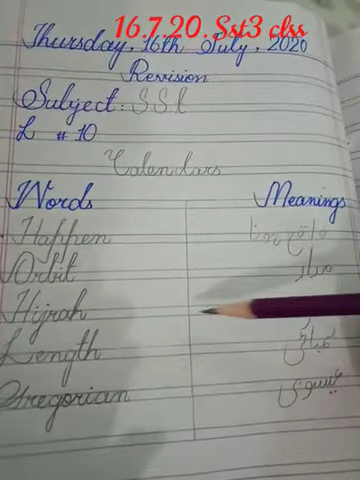 16.7.20. Sst3 clss
Thursday, 16th July, 2020
Revision
Subject: S.S.t
L # 10
Calendars
Words Meanings
Happen واقع ہونا
Orbit مدار
Hijrah
Length لمبائی
Gregorian عیسوی